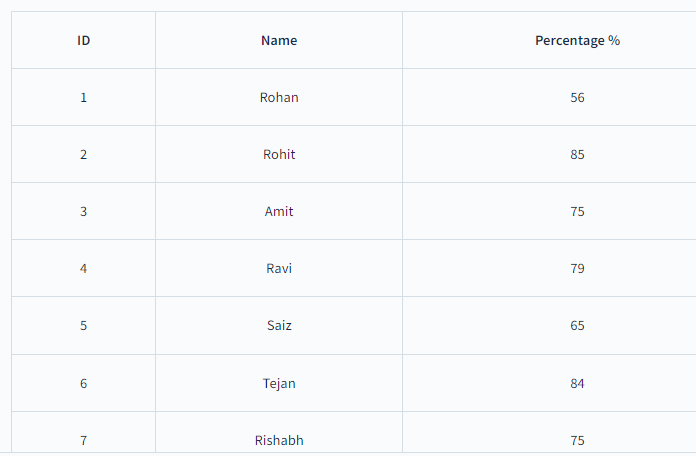 ID Name Percentage %
1 Rohan 56
2 Rohit 85
3 Amit 75
4 Ravi 79
5 Saiz 65
6 Tejan 84
7 Rishabh 75